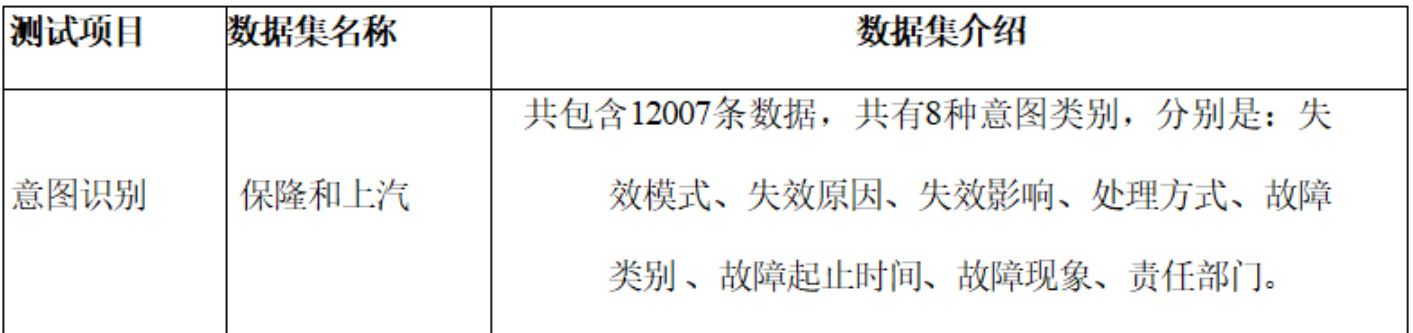 测试项目 数据集名称 数据集介绍
共包含12007条数据，共有8种意图类别，分别是：失
意图识别 保隆和上汽 效模式、失效原因、失效影响、处理方式、故障
类别、故障起止时间、故障现象、责任部门。